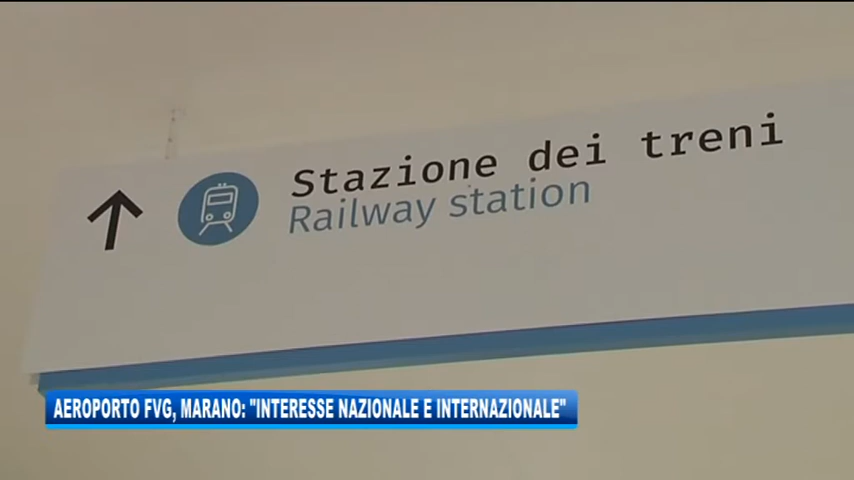 Stazione dei treni
Railway station
AEROPORTO FVG, MARANO: "INTERESSE NAZIONALE E INTERNAZIONALE"